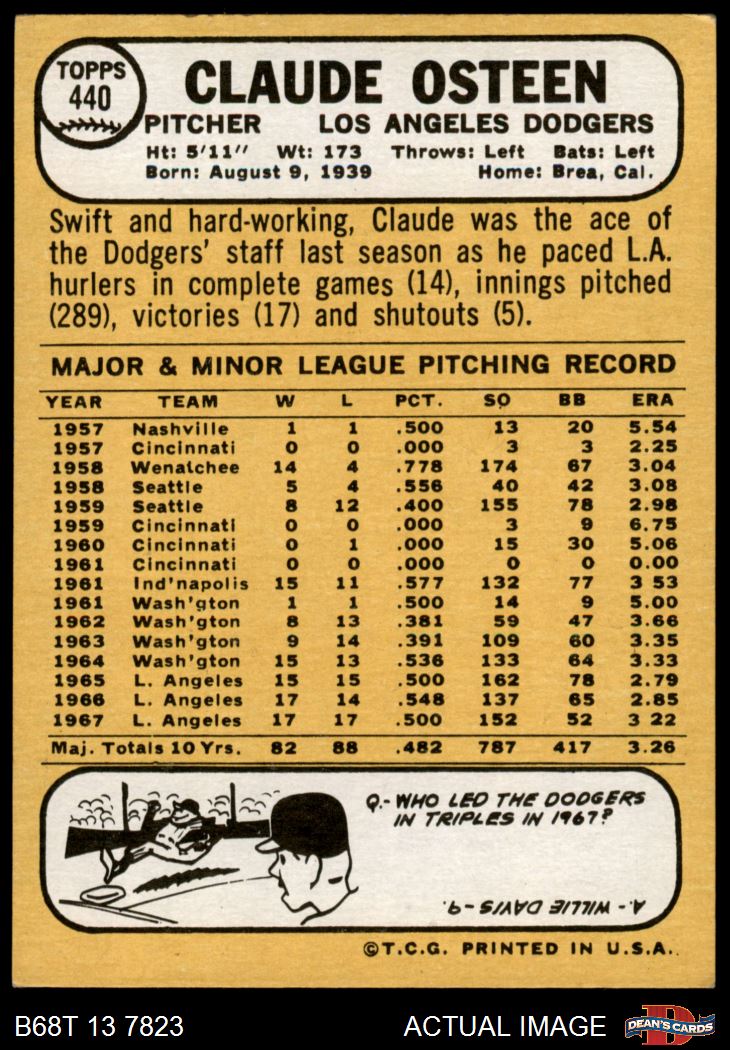 TOPPS
440
CLAUDE OSTEEN
PITCHER LOS ANGELES DODGERS
Ht: 5'11" Wt: 173 Throws: Left Bats: Left
Born: August 9, 1939 Home: Brea, Cal.
Swift and hard-working, Claude was the ace of
the Dodgers' staff last season as he paced L.A.
hurlers in complete games (14), innings pitched
(289), victories (17) and shutouts (5).
MAJOR & MINOR LEAGUE PITCHING RECORD
YEAR TEAM W L PCT. SO BB ERA
1957 Nashville 1 1 .500 13 20 5.54
1957 Cincinnati 0 0 .000 3 3 2.25
1958 Wenatchee 14 4 .778 174 67 3.04
1958 Seattle 5 4 .556 40 42 3.08
1959 Seattle 8 12 .400 155 78 2.98
1959 Cincinnati 0 0 .000 3 9 6.75
1960 Cincinnati 0 1 .000 15 30 5.06
1961 Cincinnati 0 0 .000 0 0 0.00
1961 Ind'napolis 15 11 .577 132 77 3 53
1961 Wash'gton 1 1 .500 14 9 5.00
1962 Wash'gton 8 13 .381 59 47 3.66
1963 Wash'gton 9 14 .391 109 60 3.35
1964 Wash'gton 15 13 .536 133 64 3.33
1965 L. Angeles 15 15 .500 162 78 2.79
1966 L. Angeles 17 14 .548 137 65 2.85
1967 L. Angeles 17 17 .500 152 52 3 22
Maj. Totals 10 Yrs. 82 88 .482 787 417 3.26
Q.- WHO LED THE DODGERS
IN TRIPLES IN 1967?
A.- WILLIE DAVIS - 9.
©T.C.G. PRINTED IN U.S.A.
B68T 13 7823 ACTUAL IMAGE
D
DEAN'S CARDS